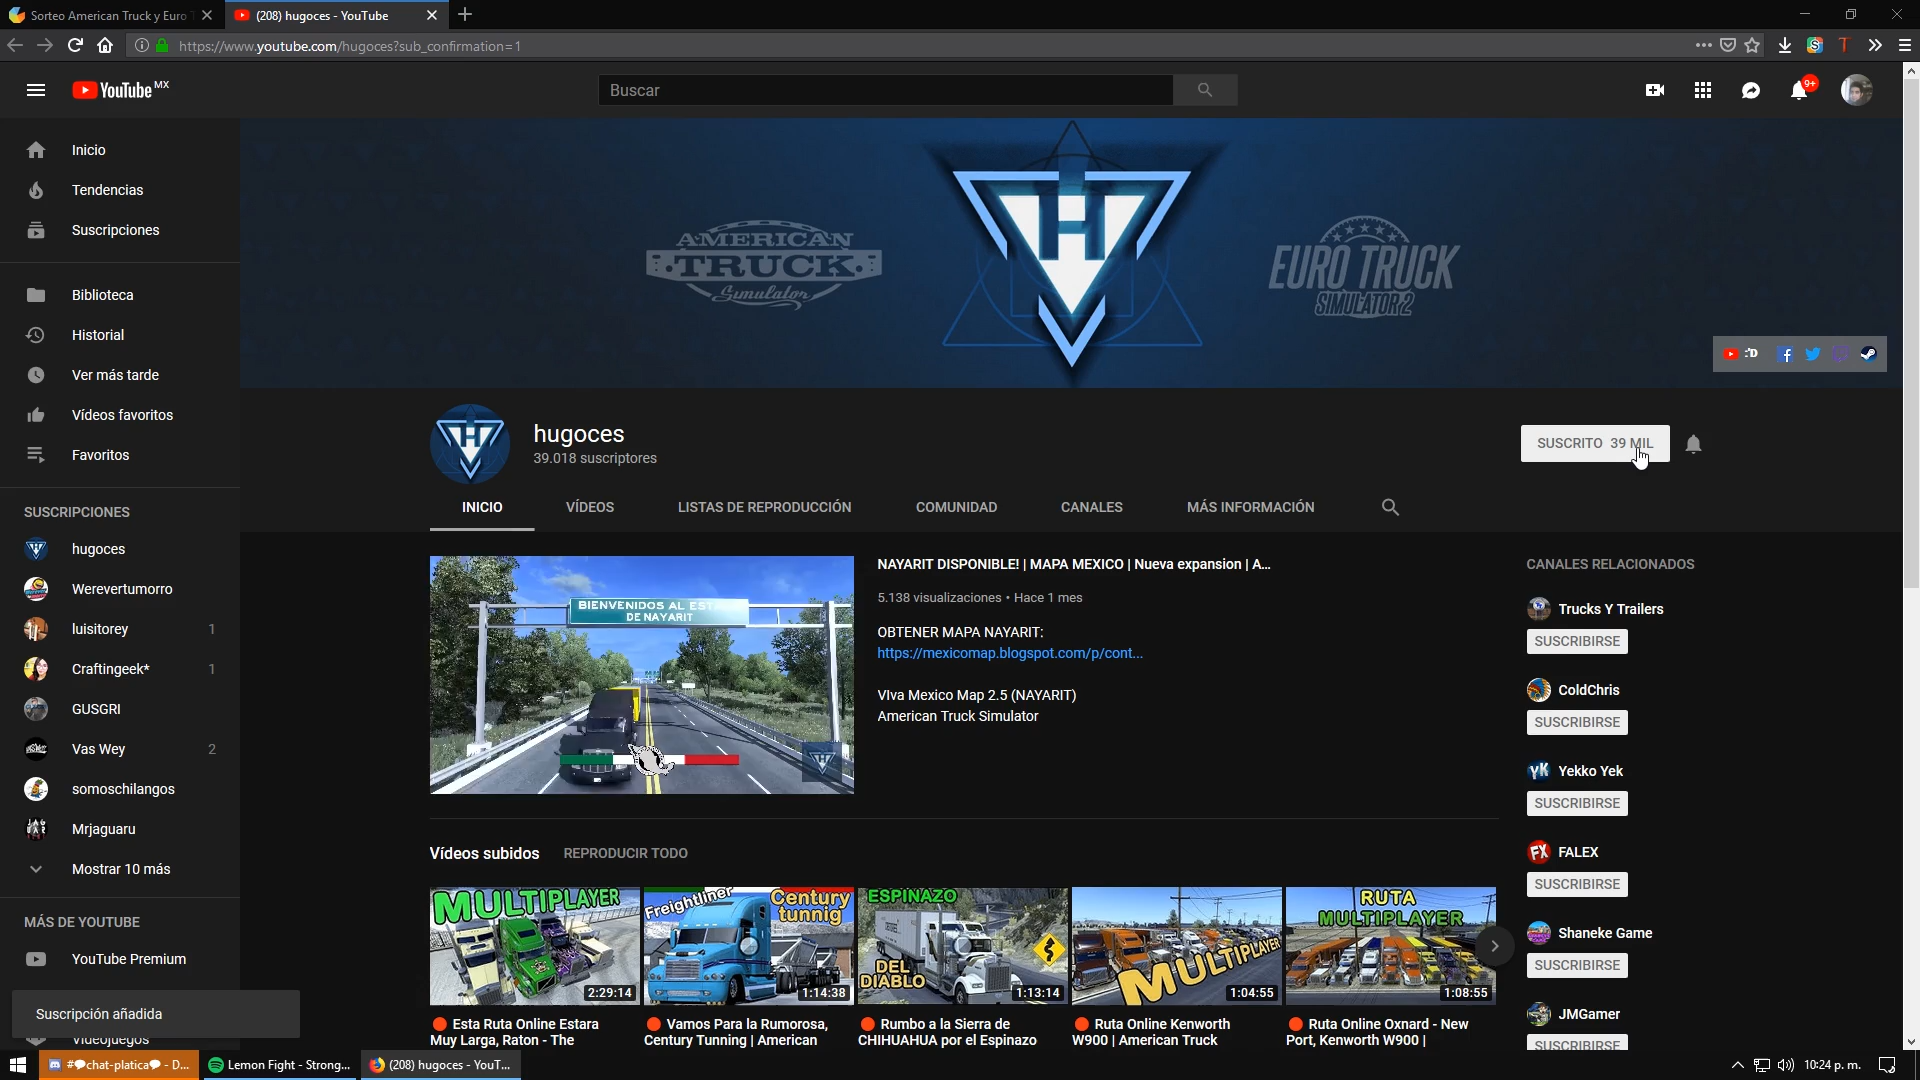 Sorteo American Truck y Euro T
(208) hugoces - YouTube
https://www.youtube.com/hugoces?sub_confirmation=1
YouTube MX
Buscar
9+
Inicio
Tendencias
Suscripciones
Biblioteca
Historial
Ver más tarde
Vídeos favoritos
Favoritos
SUSCRIPCIONES
hugoces
Werevertumorro
luisitorey 1
Craftingeek* 1
GUSGRI
Vas Wey 2
somoschilangos
Mrjaguaru
Mostrar 10 más
MÁS DE YOUTUBE
YouTube Premium
Suscripción añadida
Videojuegos
AMERICAN
TRUCK
Simulator
H
EURO TRUCK
SIMULATOR 2
:'D
hugoces
39.018 suscriptores
SUSCRITO 39 MIL
INICIO VÍDEOS LISTAS DE REPRODUCCIÓN COMUNIDAD CANALES MÁS INFORMACIÓN
BIENVENIDOS AL ESTA
DE NAYARIT
NAYARIT DISPONIBLE! | MAPA MEXICO | Nueva expansion | A...
5.138 visualizaciones • Hace 1 mes
OBTENER MAPA NAYARIT:
https://mexicomap.blogspot.com/p/cont...
VIva Mexico Map 2.5 (NAYARIT)
American Truck Simulator
CANALES RELACIONADOS
Trucks Y Trailers
SUSCRIBIRSE
ColdChris
SUSCRIBIRSE
YK Yekko Yek
SUSCRIBIRSE
FX FALEX
SUSCRIBIRSE
Shaneke Game
SUSCRIBIRSE
JMGamer
SUSCRIBIRSE
Vídeos subidos REPRODUCIR TODO
MULTIPLAYER
2:29:14
Esta Ruta Online Estara
Muy Larga, Raton - The
Freightliner
Century
tunnig
1:14:38
Vamos Para la Rumorosa,
Century Tunning | American
ESPINAZO
DEL
DIABLO
1:13:14
Rumbo a la Sierra de
CHIHUAHUA por el Espinazo
MULTIPLAYER
1:04:55
Ruta Online Kenworth
W900 | American Truck
RUTA
MULTIPLAYER
1:08:55
Ruta Online Oxnard - New
Port, Kenworth W900 |
#💬chat-platica💬 - D...
Lemon Fight - Strong...
(208) hugoces - YouT...
10:24 p. m.